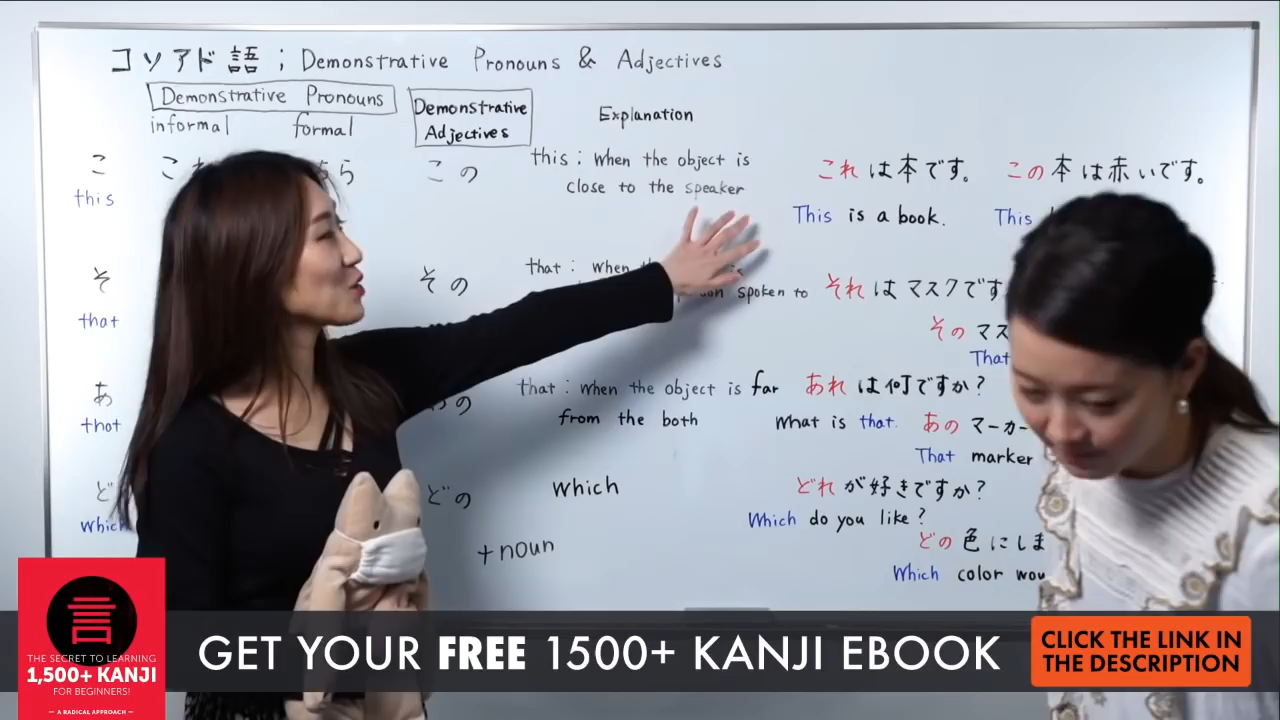 コソアド語 ; Demonstrative Pronouns & Adjectives
Demonstrative Pronouns
Demonstrative Adjectives
Explanation
informal formal
こ この this : When the object is
this close to the speaker
これは本です。 この本は赤いです。
This is a book. This
そ その that : When
that spoken to
それはマスクです
その マス
That
あ that : when the object is far
that from the both
あれは何ですか?
What is that. あの マーカー
That marker
ど どの which
which
どれが好きですか?
Which do you like?
どの 色にしま
Which color wou
+noun
言
THE SECRET TO LEARNING
1,500+ KANJI
FOR BEGINNERS!
— A RADICAL APPROACH —
GET YOUR FREE 1500+ KANJI EBOOK
CLICK THE LINK IN
THE DESCRIPTION